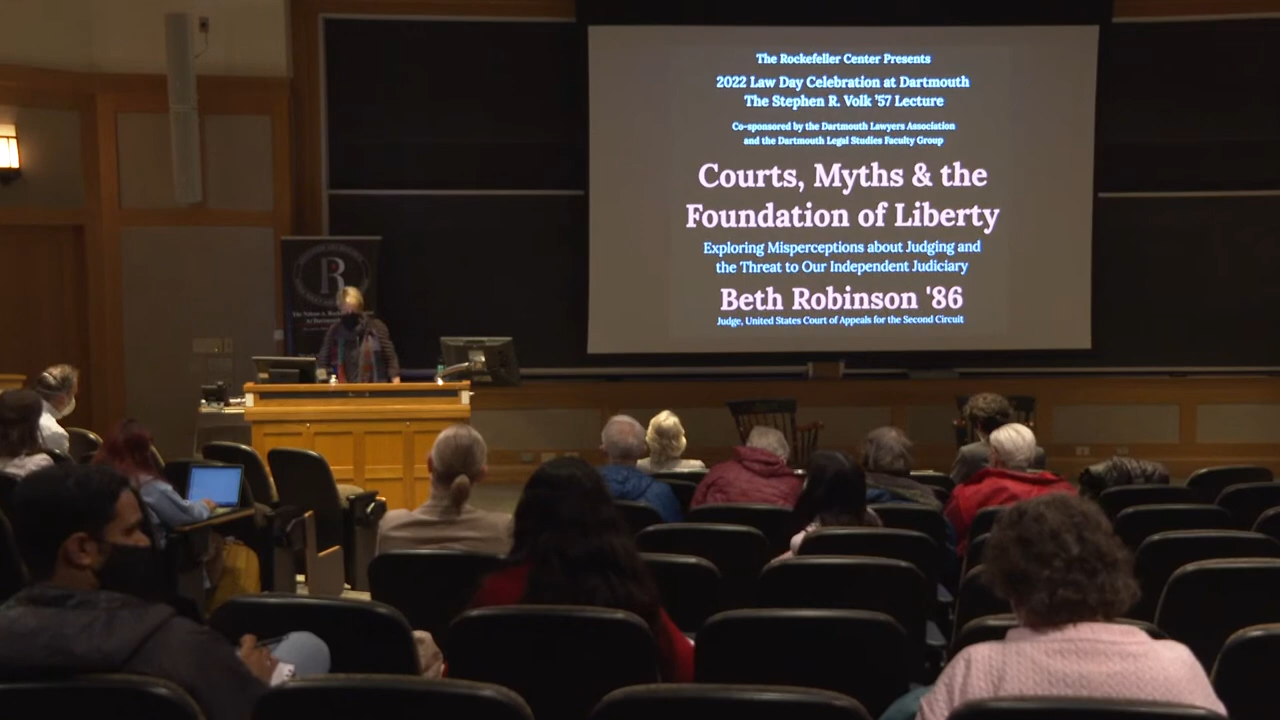 The Rockefeller Center Presents
2022 Law Day Celebration at Dartmouth
The Stephen R. Volk '57 Lecture
Co-sponsored by the Dartmouth Lawyers Association
and the Dartmouth Legal Studies Faculty Group
Courts, Myths & the
Foundation of Liberty
Exploring Misperceptions about Judging and
the Threat to Our Independent Judiciary
Beth Robinson '86
Judge, United States Court of Appeals for the Second Circuit
R